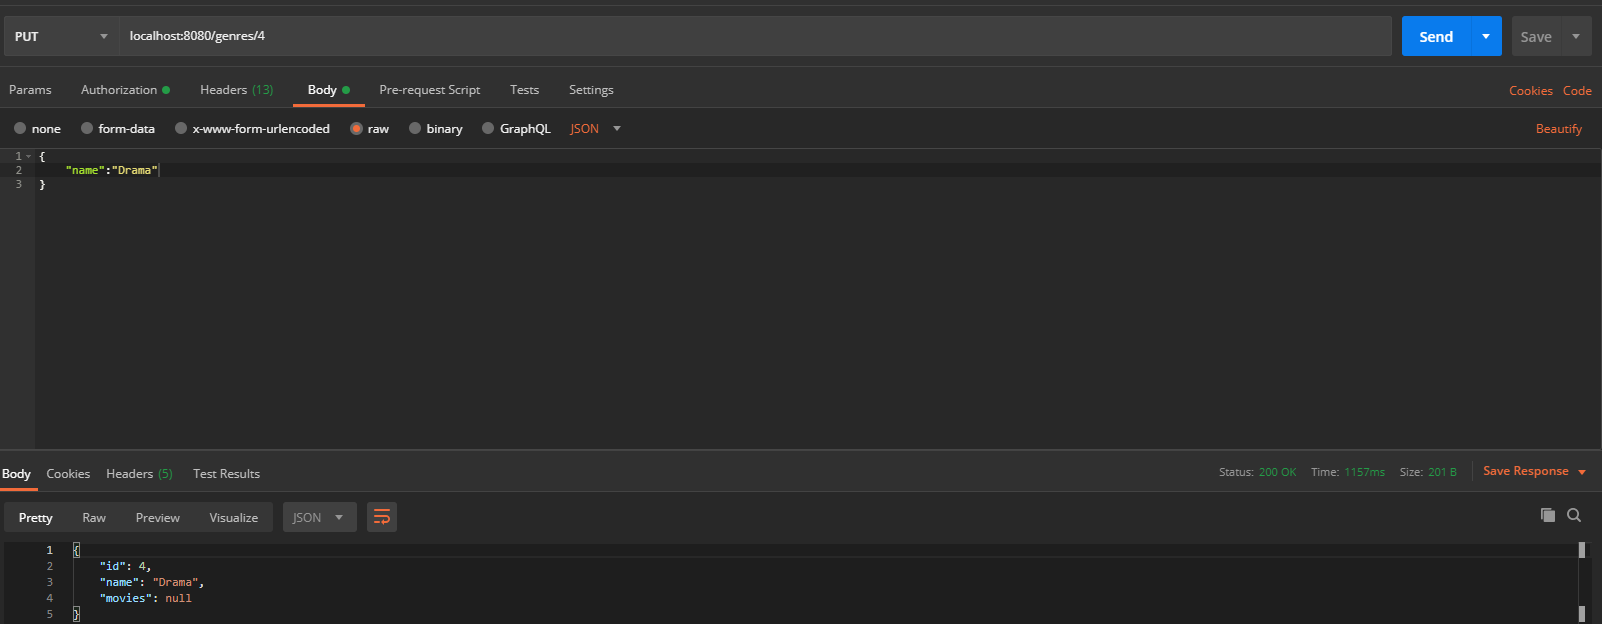 PUT localhost:8080/genres/4 Send Save
Params Authorization Headers (13) Body Pre-request Script Tests Settings Cookies Code
none form-data x-www-form-urlencoded raw binary GraphQL JSON Beautify
1 {
2 "name":"Drama"
3 }
Body Cookies Headers (5) Test Results Status: 200 OK Time: 1157ms Size: 201 B Save Response
Pretty Raw Preview Visualize JSON
1 {
2 "id": 4,
3 "name": "Drama",
4 "movies": null
5 }